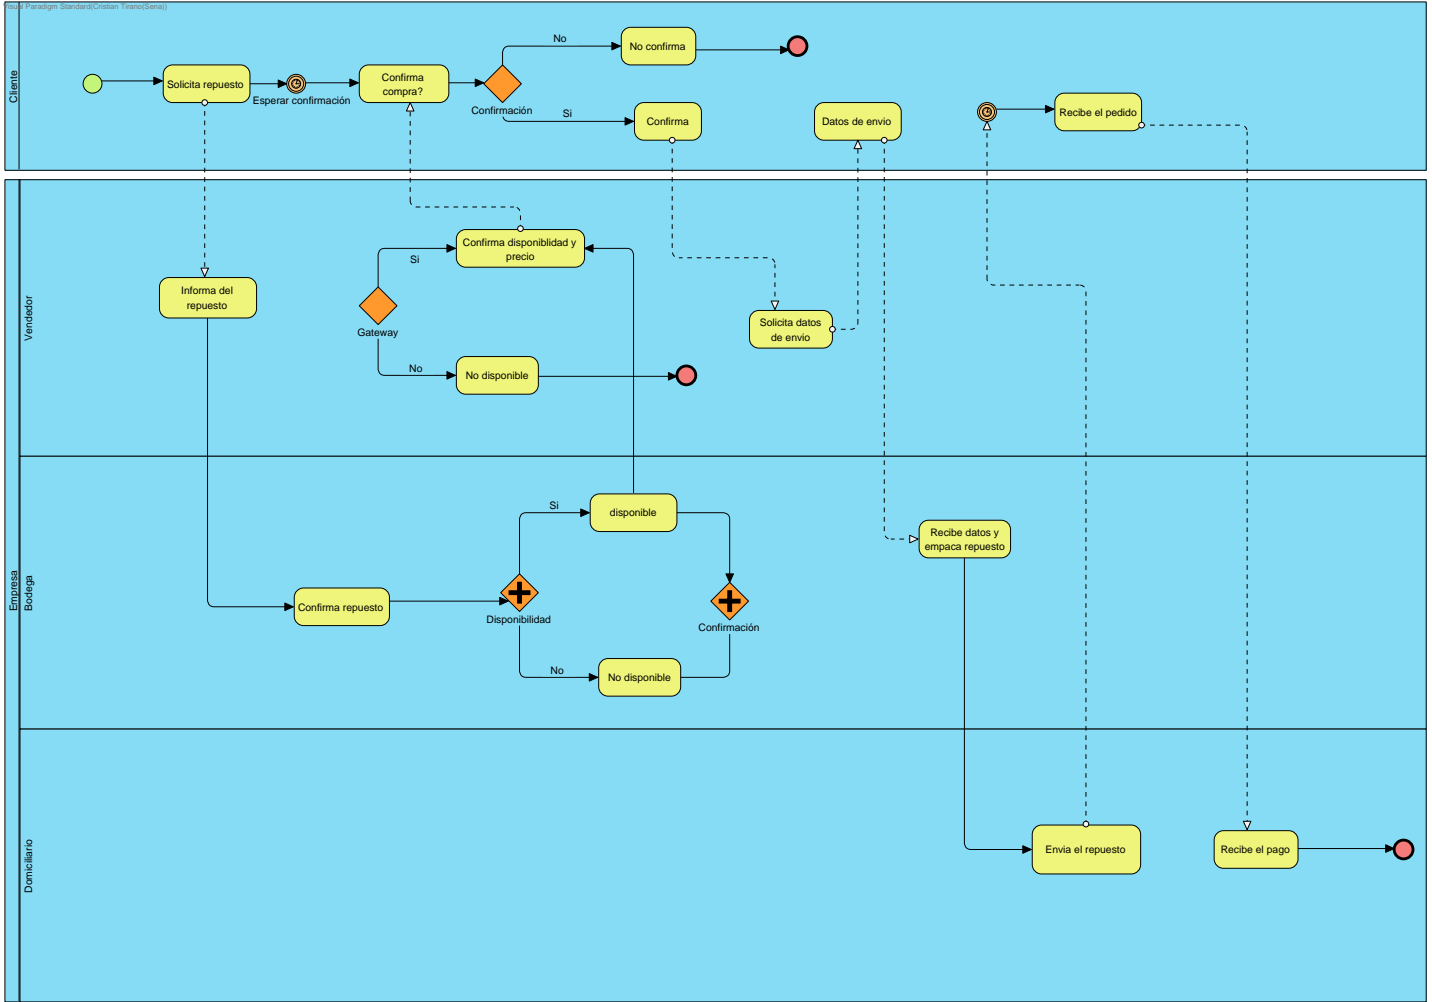 Visual Paradigm Standard(Cristian Tirano(Sena))
Cliente
Solicita repuesto
Esperar confirmación
Confirma
compra?
Confirmación
No
No confirma
Si
Confirma
Datos de envio
Recibe el pedido
Empresa
Vendedor
Informa del
repuesto
Gateway
Si
Confirma disponiblidad y
precio
No
No disponible
Solicita datos
de envio
Bodega
Confirma repuesto
Disponibilidad
Si
disponible
No
No disponible
Confirmación
Recibe datos y
empaca repuesto
Domiciliario
Envia el repuesto
Recibe el pago